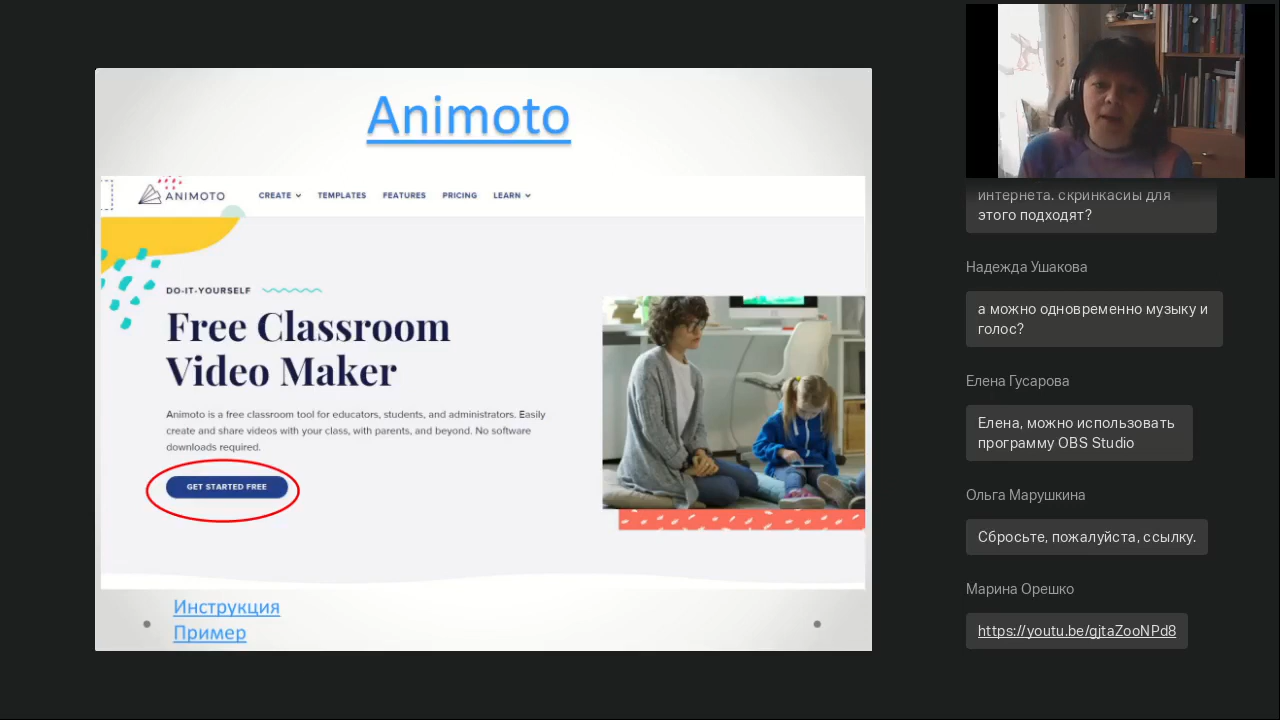 Animoto
ANIMOTO
CREATE
TEMPLATES
FEATURES
PRICING
LEARN
DO-IT-YOURSELF
Free Classroom
Video Maker
Animoto is a free classroom tool for educators, students, and administrators. Easily
create and share videos with your class, with parents, and beyond. No software
downloads required.
GET STARTED FREE
Инструкция
Пример
интернета. скринкасиы для
этого подходят?
Надежда Ушакова
а можно одновременно музыку и
голос?
Елена Гусарова
Елена, можно использовать
программу OBS Studio
Ольга Марушкина
Сбросьте, пожалуйста, ссылку.
Марина Орешко
https://youtu.be/gjtaZooNPd8